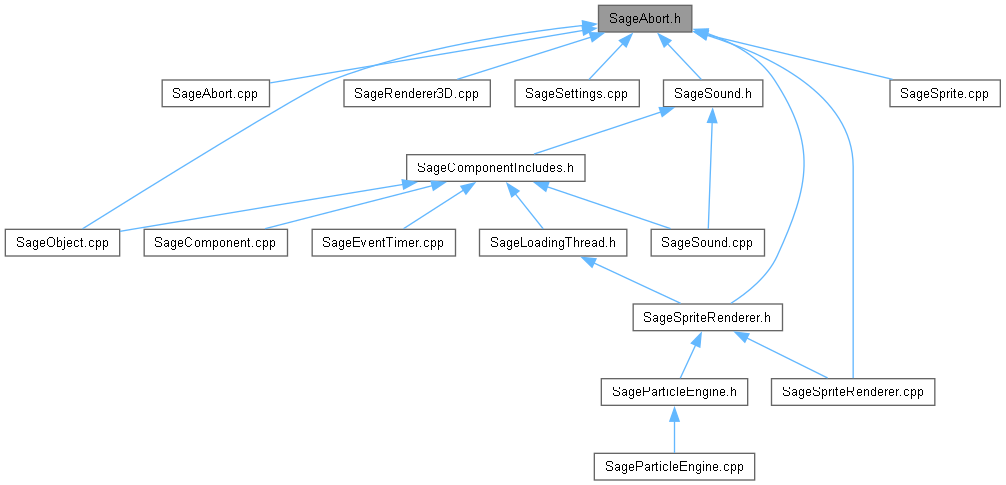 SageAbort.h
SageAbort.cpp
SageRenderer3D.cpp
SageSettings.cpp
SageSound.h
SageSprite.cpp
SageComponentIncludes.h
SageObject.cpp
SageComponent.cpp
SageEventTimer.cpp
SageLoadingThread.h
SageSound.cpp
SageSpriteRenderer.h
SageParticleEngine.h
SageSpriteRenderer.cpp
SageParticleEngine.cpp